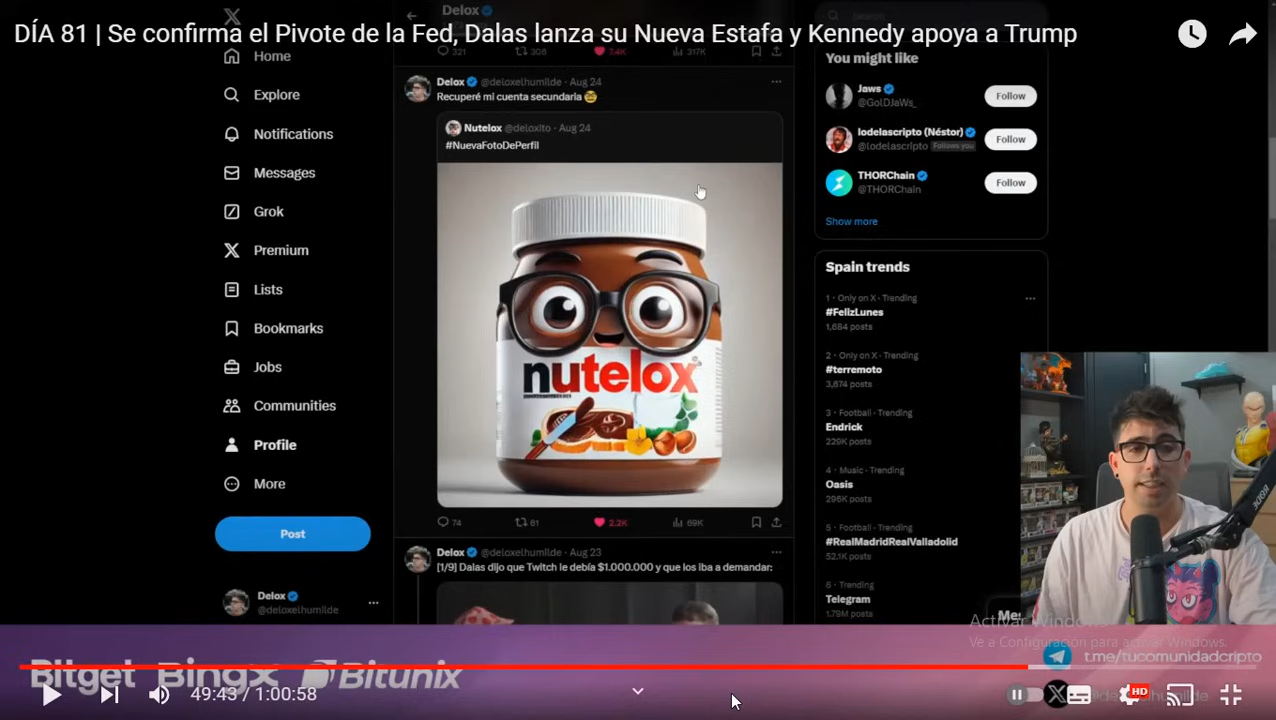 DÍA 81 | Se confirma el Pivote de la Fed, Dalas lanza su Nueva Estafa y Kennedy apoya a Trump
Home
Explore
Notifications
Messages
Grok
Premium
Lists
Bookmarks
Jobs
Communities
Profile
More
Post
Delox
@deloxelhumilde
Delox
321 308 7.4K 317K
Delox @deloxelhumilde · Aug 24
Recuperé mi cuenta secundaria 🤓
Nutelox @deloxito · Aug 24
#NuevaFotoDePerfil
nutelox
74 61 2.2K 69K
Delox @deloxelhumilde · Aug 23
[1/9] Dalas dijo que Twitch le debía $1.000.000 y que los iba a demandar:
Search
You might like
Jaws
@GolDJaWs_
Follow
lodelascripto (Néstor)
@lodelascripto Follows you
Follow
THORChain
@THORChain
Follow
Show more
Spain trends
1 · Only on X · Trending
#FelizLunes
1,684 posts
2 · Only on X · Trending
#terremoto
3,674 posts
3 · Football · Trending
Endrick
229K posts
4 · Music · Trending
Oasis
296K posts
5 · Football · Trending
#RealMadridRealValladolid
52.1K posts
6 · Trending
Telegram
1.79M posts
Activar Windows
Ve a Configuración para activar Windows.
Bitget BingX Bitunix
t.me/tucomunidadcripto
49:43 / 1:00:58
HD
@deloxelhumilde